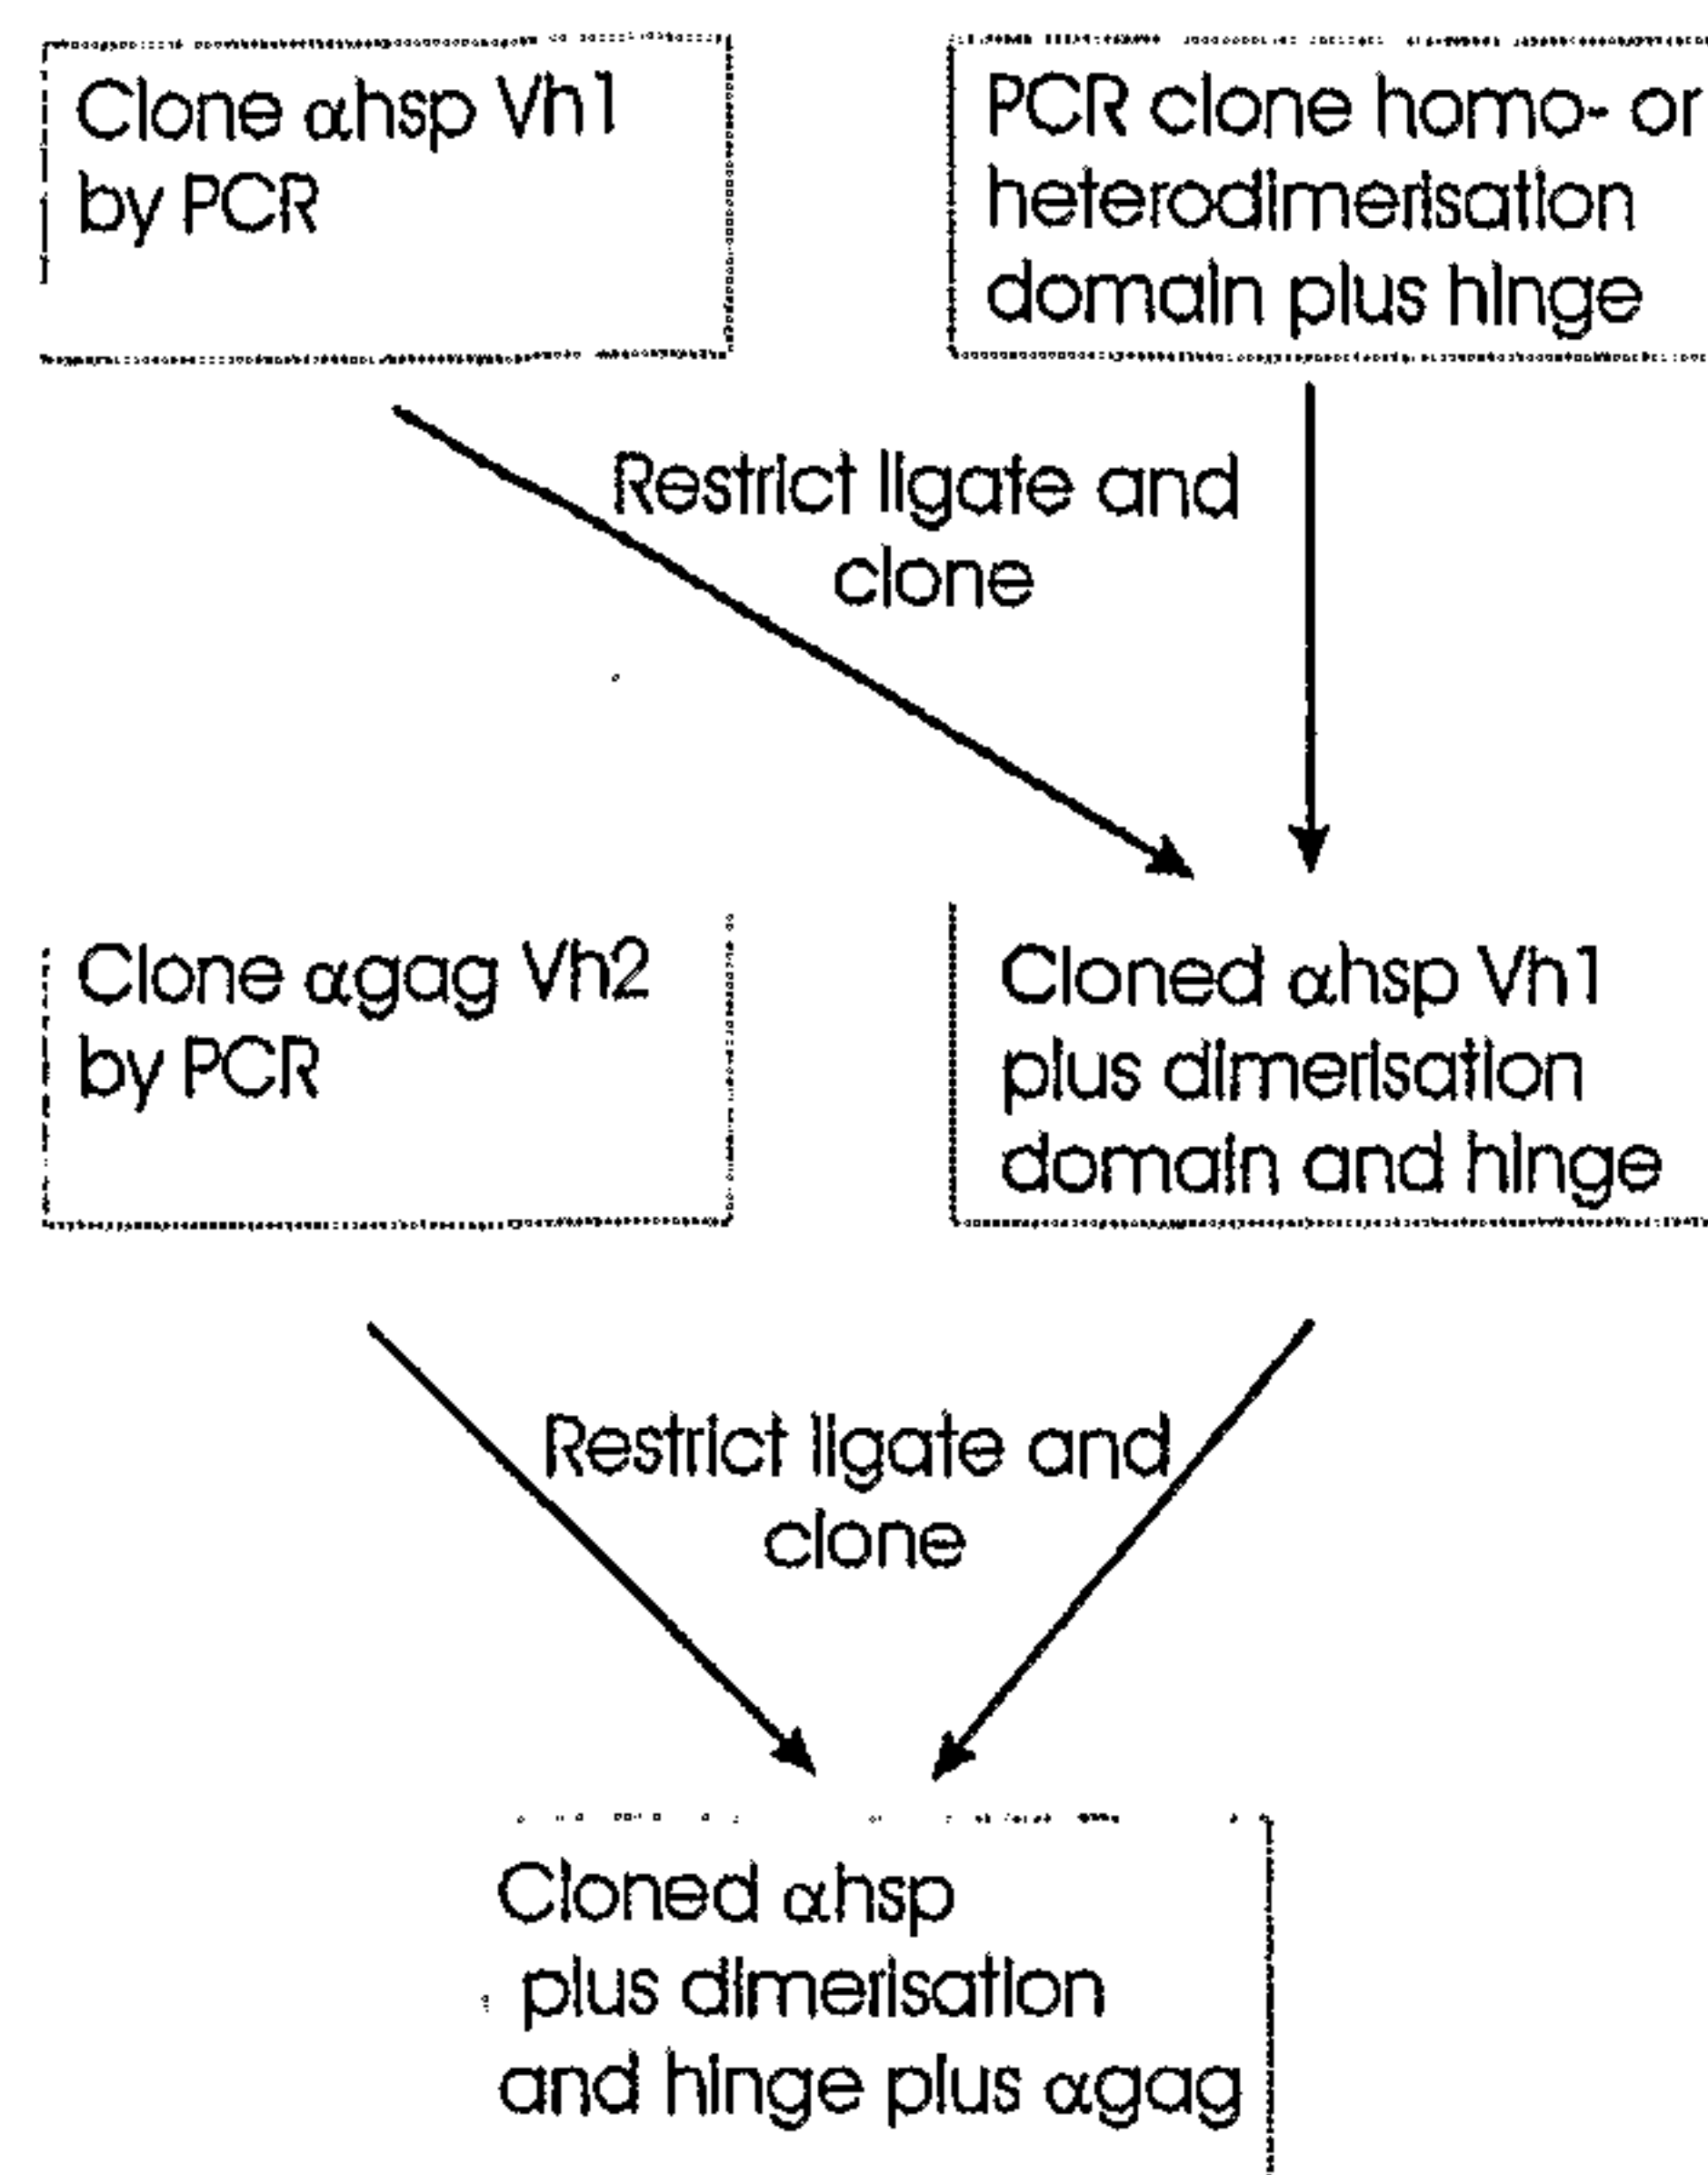 Clone αhsp Vh1
by PCR
PCR clone homo- or
heterodimerisation
domain plus hinge
Restrict ligate and
clone
Clone αgag Vh2
by PCR
Cloned αhsp Vh1
plus dimerisation
domain and hinge
Restrict ligate and
clone
Cloned αhsp
plus dimerisation
and hinge plus αgag